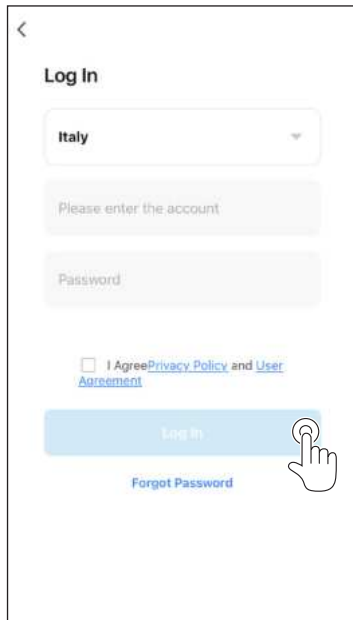 Log In
Italy
Please enter the account
Password
I AgreePrivacy Policy and User
Agreement
Log In
Forgot Password